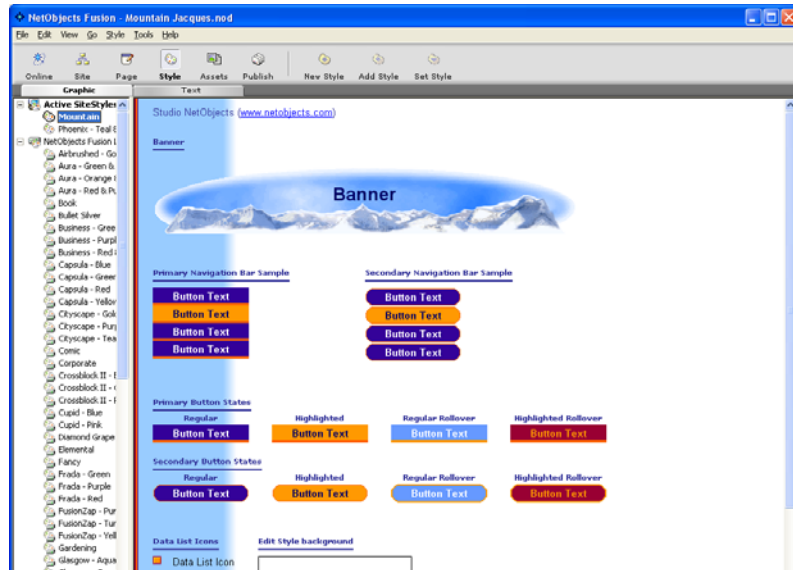 NetObjects Fusion - Mountain Jacques.nod
File Edit View Go Style Tools Help
Online Site Page Style Assets Publish New Style Add Style Set Style
Graphic Text
Active SiteStyles
Mountain
Phoenix - Teal &
NetObjects Fusion
Airbrushed - Go
Aura - Green &
Aura - Orange
Aura - Red & Pu
Book
Bullet Silver
Business - Gree
Business - Purpl
Business - Red
Capsula - Blue
Capsula - Green
Capsula - Red
Capsula - Yellov
Cityscape - Gol
Cityscape - Purp
Cityscape - Tea
Comic
Corporate
Crossblock II -
Crossblock II -
Crossblock II -
Cupid - Blue
Cupid - Pink
Diamond Grape
Elemental
Fancy
Frada - Green
Frada - Purple
Frada - Red
FusionZap - Pur
FusionZap - Tur
FusionZap - Yell
Gardening
Glasgow - Aqua
Studio NetObjects (www.netobjects.com)
Banner
Banner
Primary Navigation Bar Sample
Button Text
Button Text
Button Text
Button Text
Secondary Navigation Bar Sample
Button Text
Button Text
Button Text
Button Text
Primary Button States
Regular Highlighted Regular Rollover Highlighted Rollover
Button Text Button Text Button Text Button Text
Secondary Button States
Regular Highlighted Regular Rollover Highlighted Rollover
Button Text Button Text Button Text Button Text
Data List Icons Edit Style background
Data List Icon